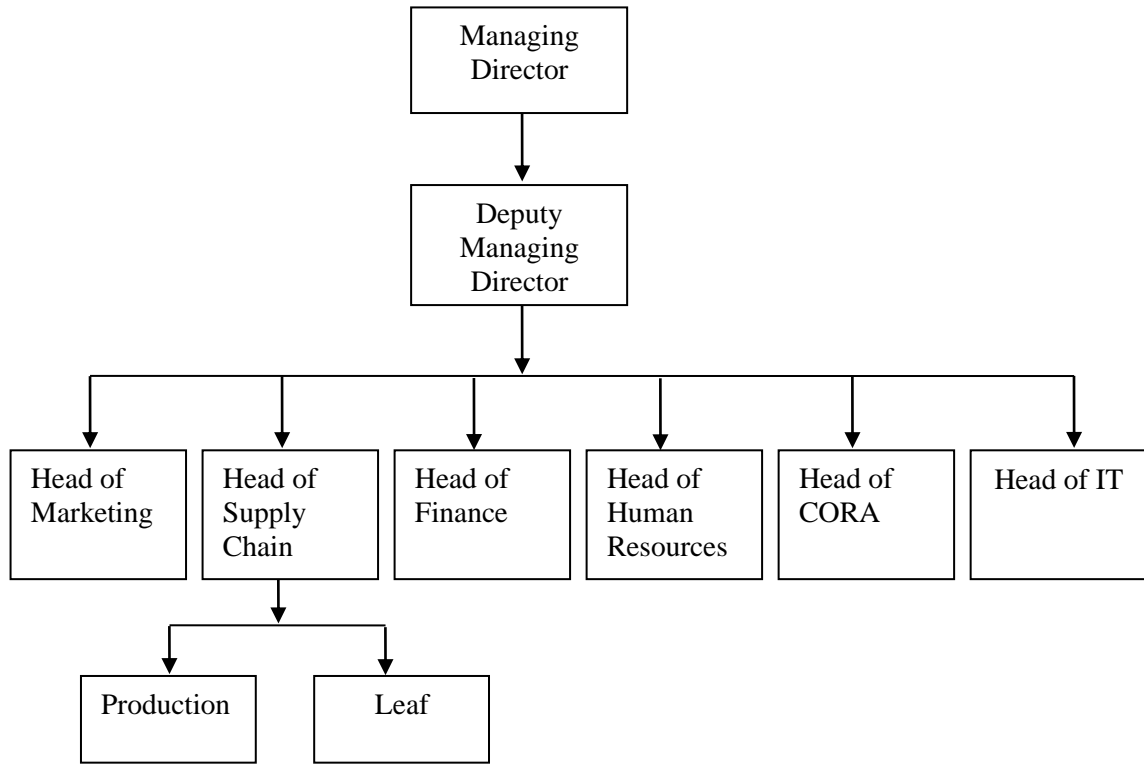 Managing
Director
Deputy
Managing
Director
Head of
Marketing
Head of
Supply
Chain
Head of
Finance
Head of
Human
Resources
Head of
CORA
Head of IT
Production
Leaf